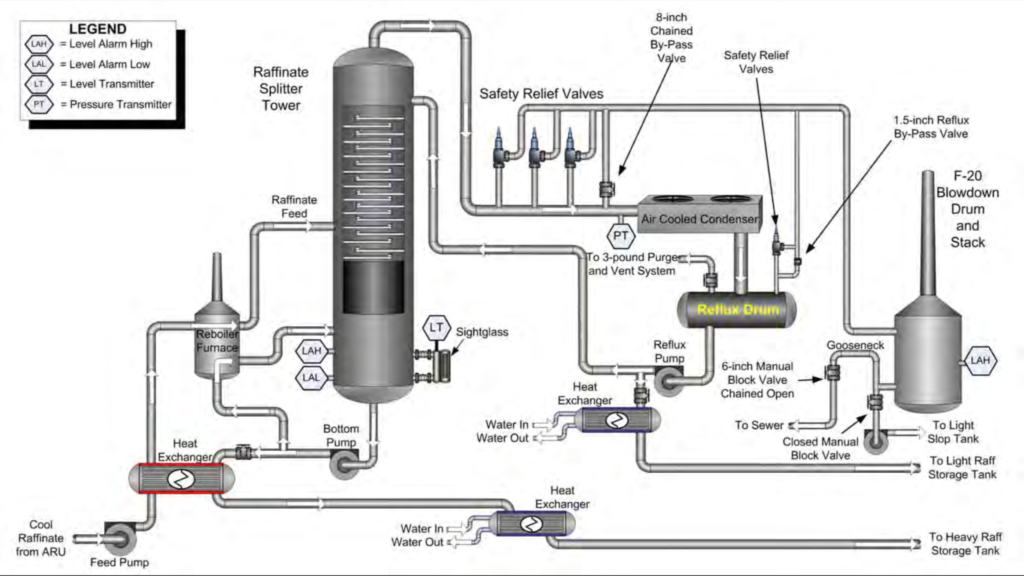 LEGEND
LAH = Level Alarm High
LAL = Level Alarm Low
LT = Level Transmitter
PT = Pressure Transmitter
Raffinate
Splitter
Tower
8-inch
Chained
By-Pass
Valve
Safety Relief
Valves
Safety Relief Valves
1.5-inch Reflux
By-Pass Valve
F-20
Blowdown
Drum
and
Stack
Raffinate
Feed
Air Cooled Condenser
PT
To 3-pound Purge
and Vent System
Reflux Drum
Reboiler
Furnace
LT
Sightglass
LAH
LAL
Reflux
Pump
Gooseneck
LAH
6-inch Manual
Block Valve
Chained Open
Heat
Exchanger
Water In
Water Out
To Sewer
Closed Manual
Block Valve
To Light
Slop Tank
Bottom
Pump
Heat
Exchanger
To Light Raff
Storage Tank
Heat
Exchanger
Water In
Water Out
Cool
Raffinate
from ARU
Feed Pump
To Heavy Raff
Storage Tank